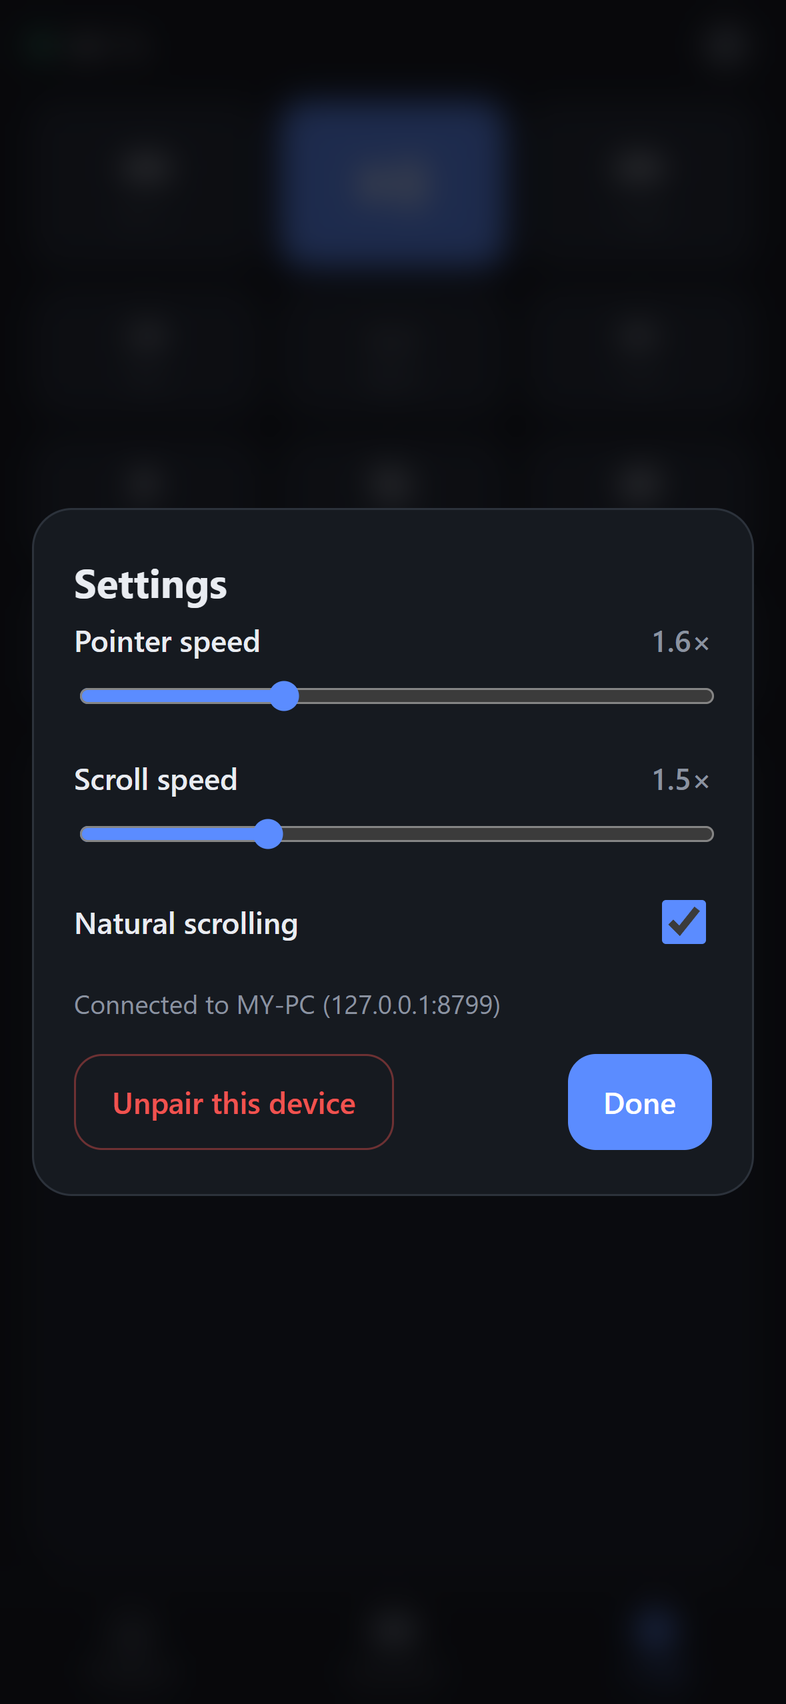 Settings
Pointer speed 1.6×
Scroll speed 1.5×
Natural scrolling
Connected to MY-PC (127.0.0.1:8799)
Unpair this device Done